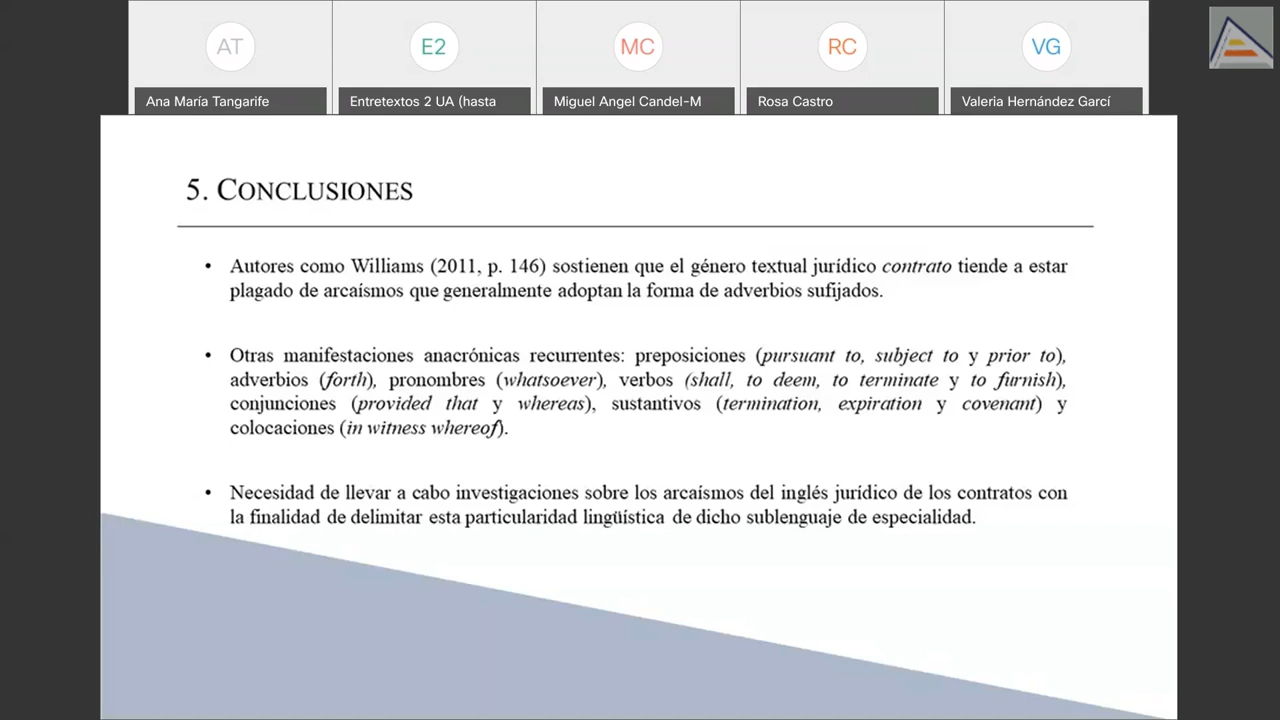 AT
E2
MC
RC
VG
Ana María Tangarife
Entretextos 2 UA (hasta
Miguel Angel Candel-M
Rosa Castro
Valeria Hernández Garcí
5. CONCLUSIONES
• Autores como Williams (2011, p. 146) sostienen que el género textual jurídico contrato tiende a estar
plagado de arcaísmos que generalmente adoptan la forma de adverbios sufijados.
• Otras manifestaciones anacrónicas recurrentes: preposiciones (pursuant to, subject to y prior to),
adverbios (forth), pronombres (whatsoever), verbos (shall, to deem, to terminate y to furnish),
conjunciones (provided that y whereas), sustantivos (termination, expiration y covenant) y
colocaciones (in witness whereof).
• Necesidad de llevar a cabo investigaciones sobre los arcaísmos del inglés jurídico de los contratos con
la finalidad de delimitar esta particularidad lingüística de dicho sublenguaje de especialidad.